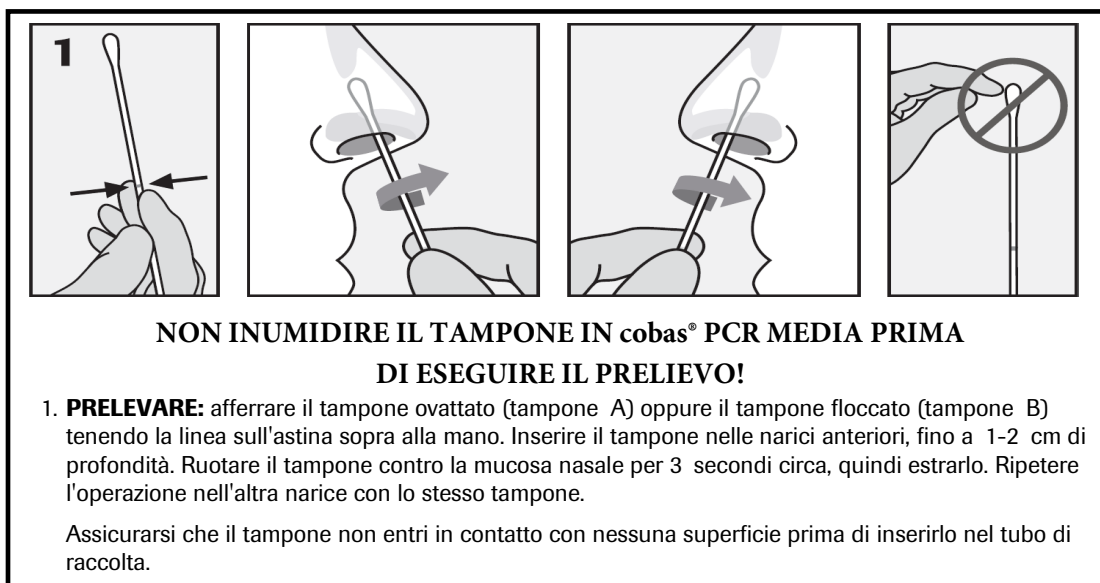 1
NON INUMIDIRE IL TAMPONE IN cobas® PCR MEDIA PRIMA
DI ESEGUIRE IL PRELIEVO!
1. PRELEVARE: afferrare il tampone ovattato (tampone A) oppure il tampone floccato (tampone B)
tenendo la linea sull'astina sopra alla mano. Inserire il tampone nelle narici anteriori, fino a 1-2 cm di
profondità. Ruotare il tampone contro la mucosa nasale per 3 secondi circa, quindi estrarlo. Ripetere
l'operazione nell'altra narice con lo stesso tampone.
Assicurarsi che il tampone non entri in contatto con nessuna superficie prima di inserirlo nel tubo di
raccolta.